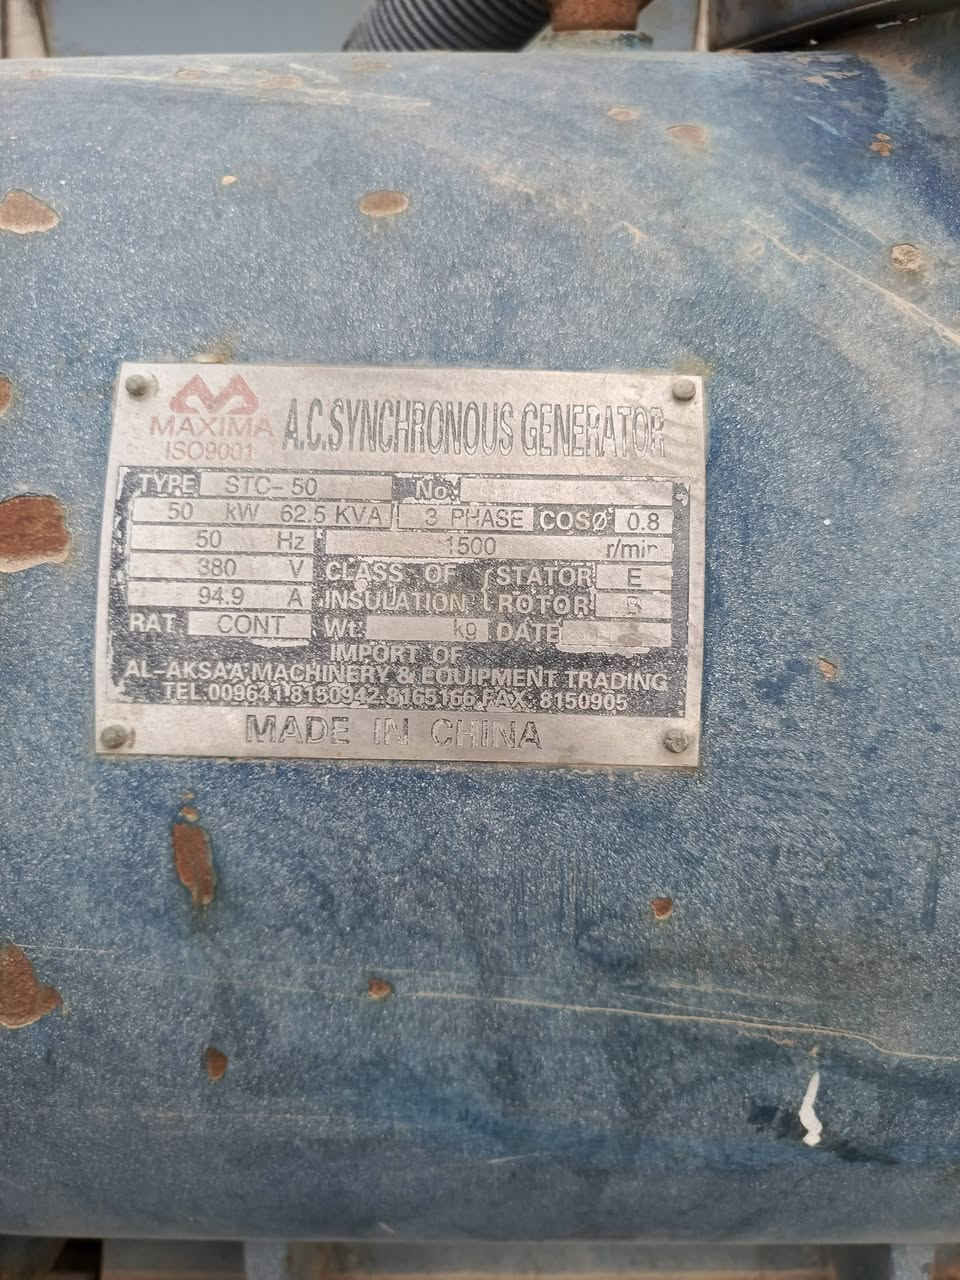 MAXIMA
ISO9001
A.C.SYNCHRONOUS GENERATOR
TYPE STC-50 No
50 kW 62.5 KVA 3 PHASE COSØ 0.8
50 Hz 1500 r/min
380 V CLASS OF STATOR E
94.9 A INSULATION ROTOR B
RAT. CONT Wt. kg DATE
IMPORT OF
AL-AKSAA MACHINERY & EQUIPMENT TRADING
TEL.009641 8150942.8165166 FAX. 8150905
MADE IN CHINA